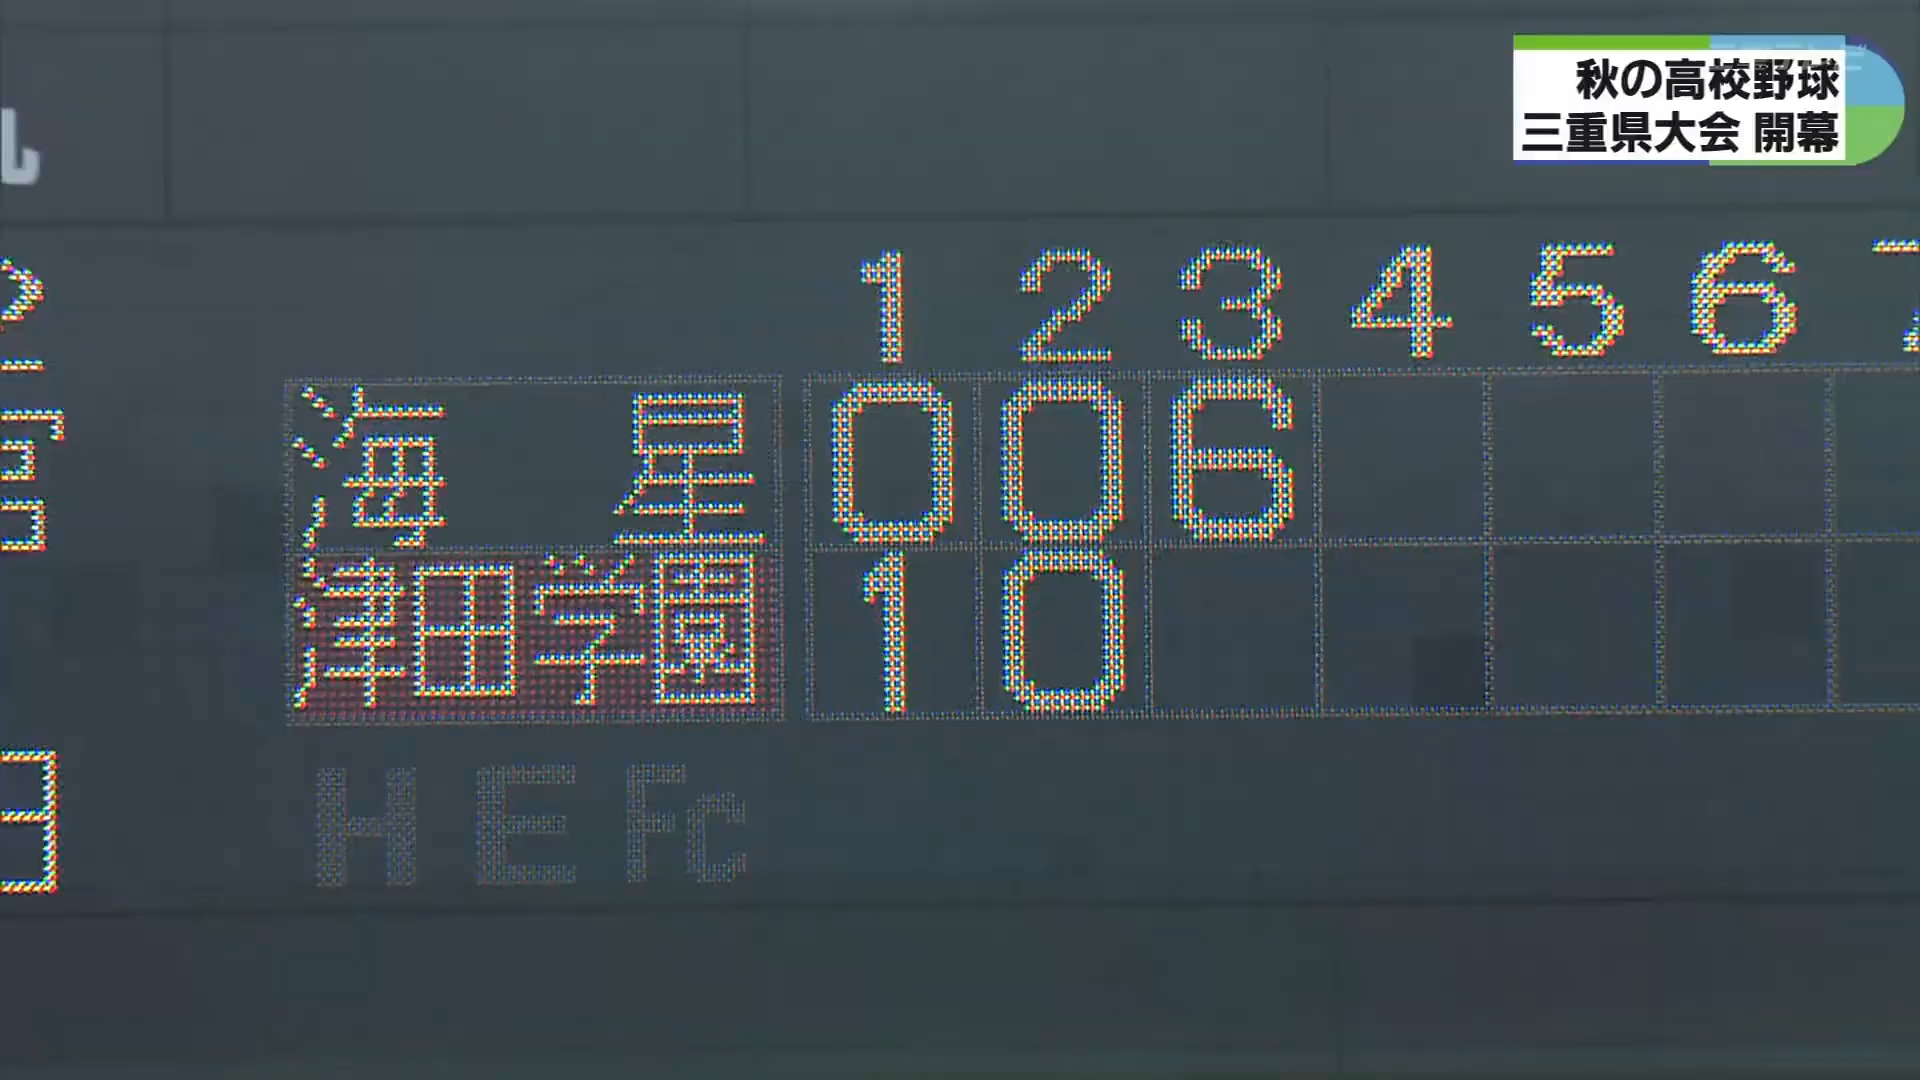 秋の高校野球
三重県大会 開幕
1 2 3 4 5 6 7
海星 0 0 6
津田学園 1 0
H E Fc